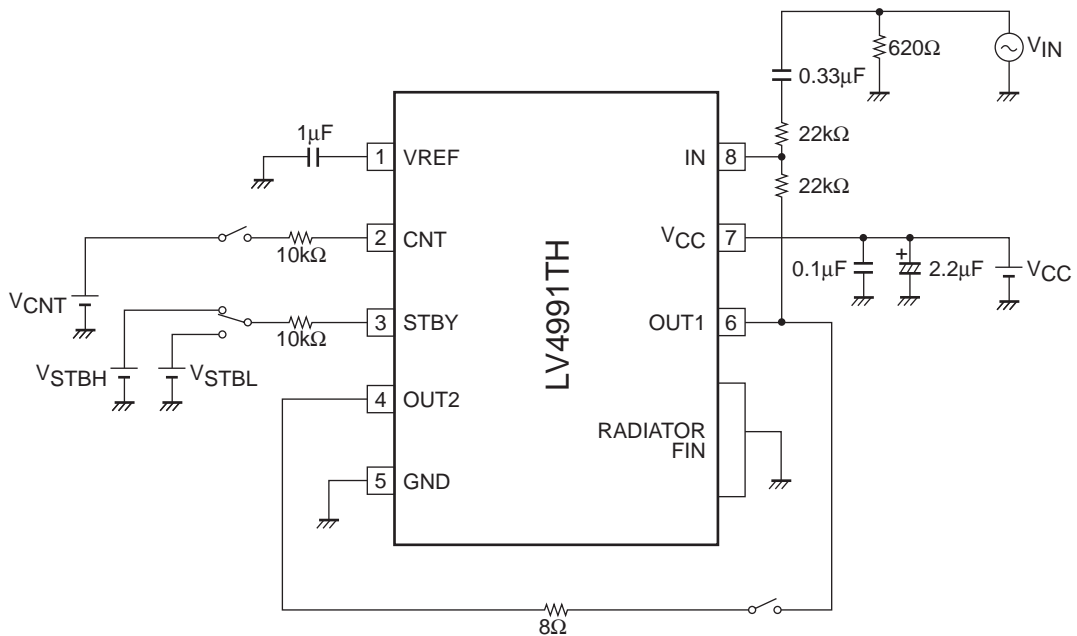 620Ω
VIN
0.33μF
1μF
22kΩ
1
VREF
IN
8
22kΩ
2
CNT
VCC
7
10kΩ
0.1μF
+
2.2μF
VCC
VCNT
LV4991TH
3
STBY
OUT1
6
10kΩ
VSTBH
VSTBL
4
OUT2
RADIATOR
FIN
5
GND
8Ω